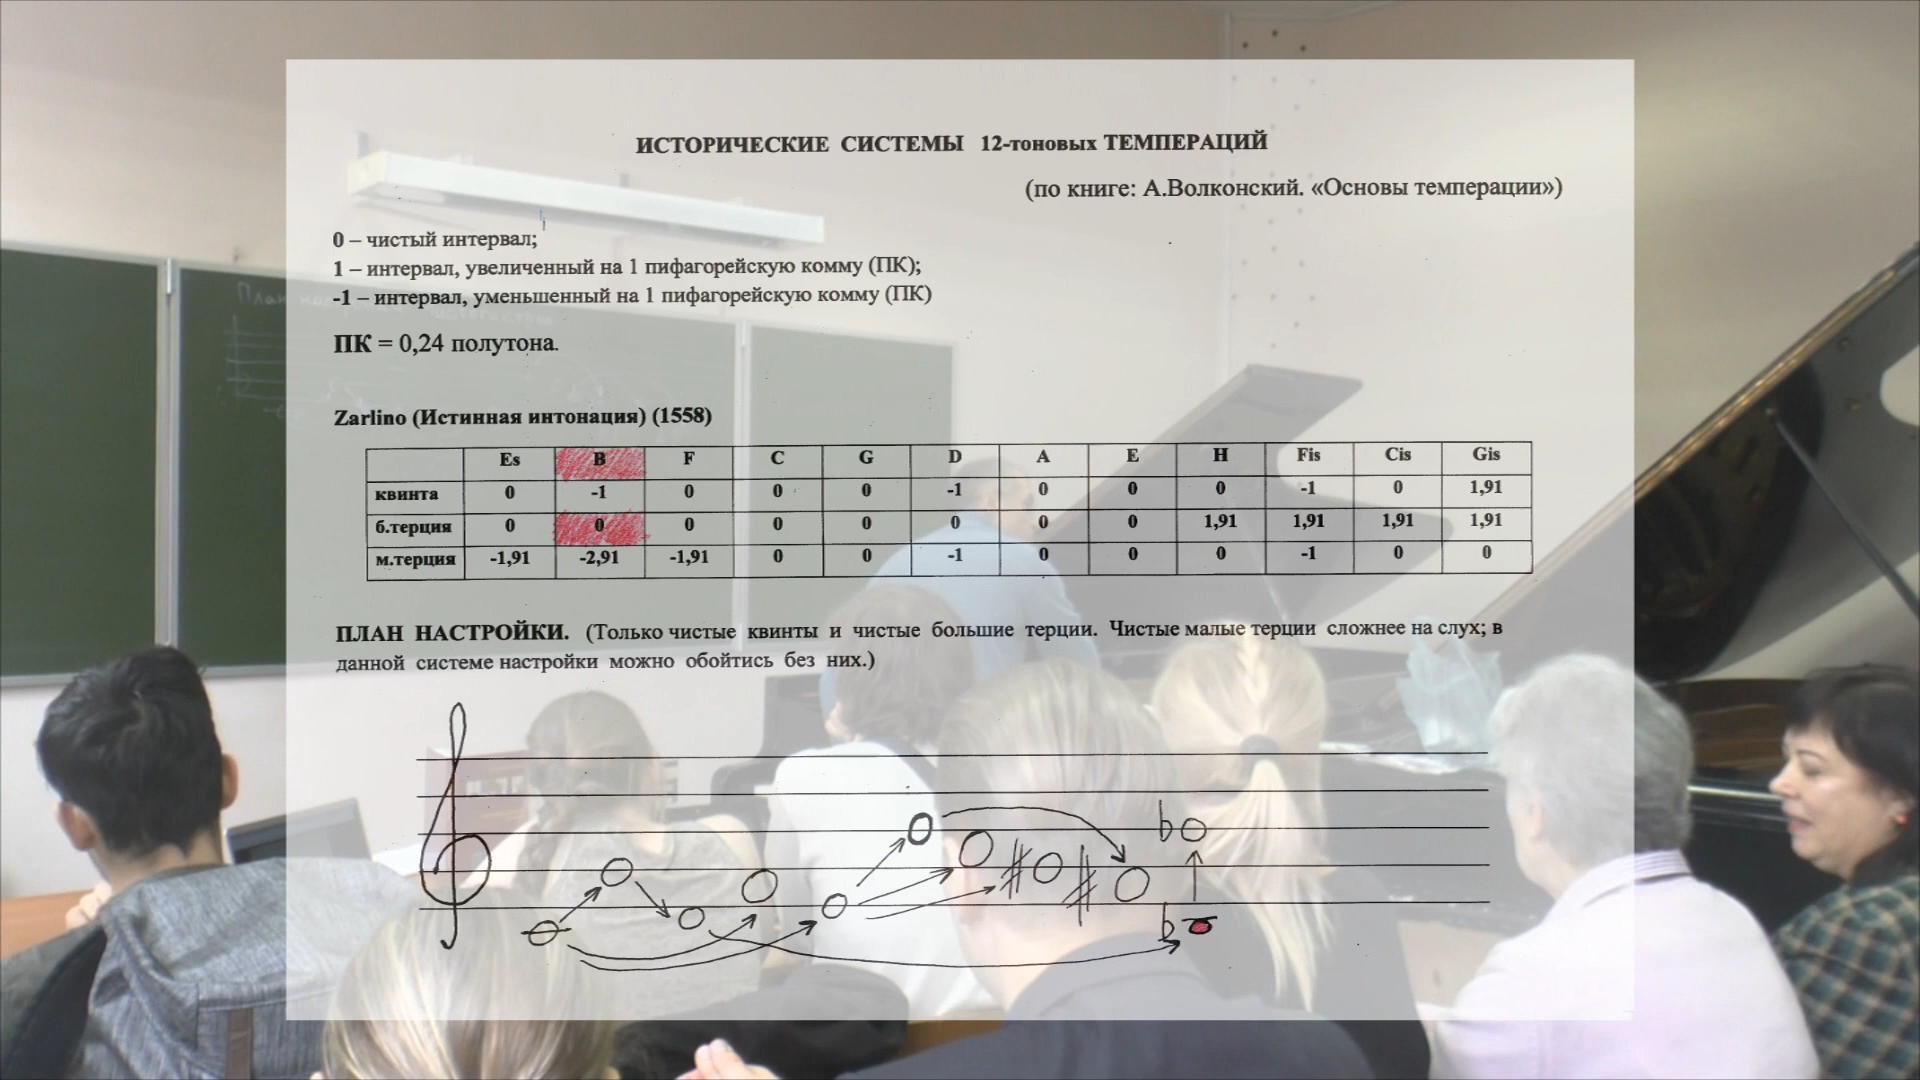 ИСТОРИЧЕСКИЕ СИСТЕМЫ 12-тоновых ТЕМПЕРАЦИЙ
(по книге: А.Волконский. «Основы темперации»)
0 – чистый интервал;
1 – интервал, увеличенный на 1 пифагорейскую комму (ПК);
-1 – интервал, уменьшенный на 1 пифагорейскую комму (ПК)
ПК = 0,24 полутона.
Zarlino (Истинная интонация) (1558)
Es B F C G D A E H Fis Cis Gis
квинта 0 -1 0 0 0 -1 0 0 0 -1 0 1,91
б.терция 0 0 0 0 0 0 0 0 1,91 1,91 1,91 1,91
м.терция -1,91 -2,91 -1,91 0 0 -1 0 0 0 -1 0 0
ПЛАН НАСТРОЙКИ. (Только чистые квинты и чистые большие терции. Чистые малые терции сложнее на слух; в
данной системе настройки можно обойтись без них.)